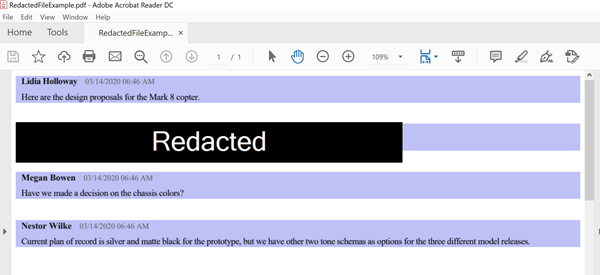 RedactedFileExample.pdf - Adobe Acrobat Reader DC
File Edit View Window Help
Home Tools RedactedFileExamp... ×
1 / 1 109%
Lidia Holloway 03/14/2020 06:46 AM
Here are the design proposals for the Mark 8 copter.
Redacted
Megan Bowen 03/14/2020 06:46 AM
Have we made a decision on the chassis colors?
Nestor Wilke 03/14/2020 06:46 AM
Current plan of record is silver and matte black for the prototype, but we have other two tone schemas as options for the three different model releases.